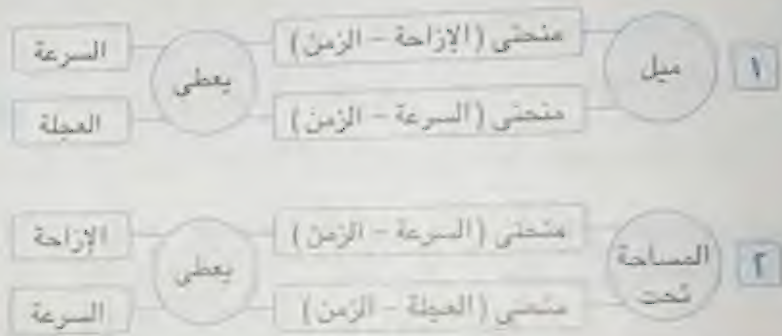 ١
ميل
منحنى (الإزاحة - الزمن)
منحنى (السرعة - الزمن)
يعطى
السرعة
العجلة
٢
المساحة
تحت
منحنى (السرعة - الزمن)
منحنى (العجلة - الزمن)
يعطى
الإزاحة
السرعة